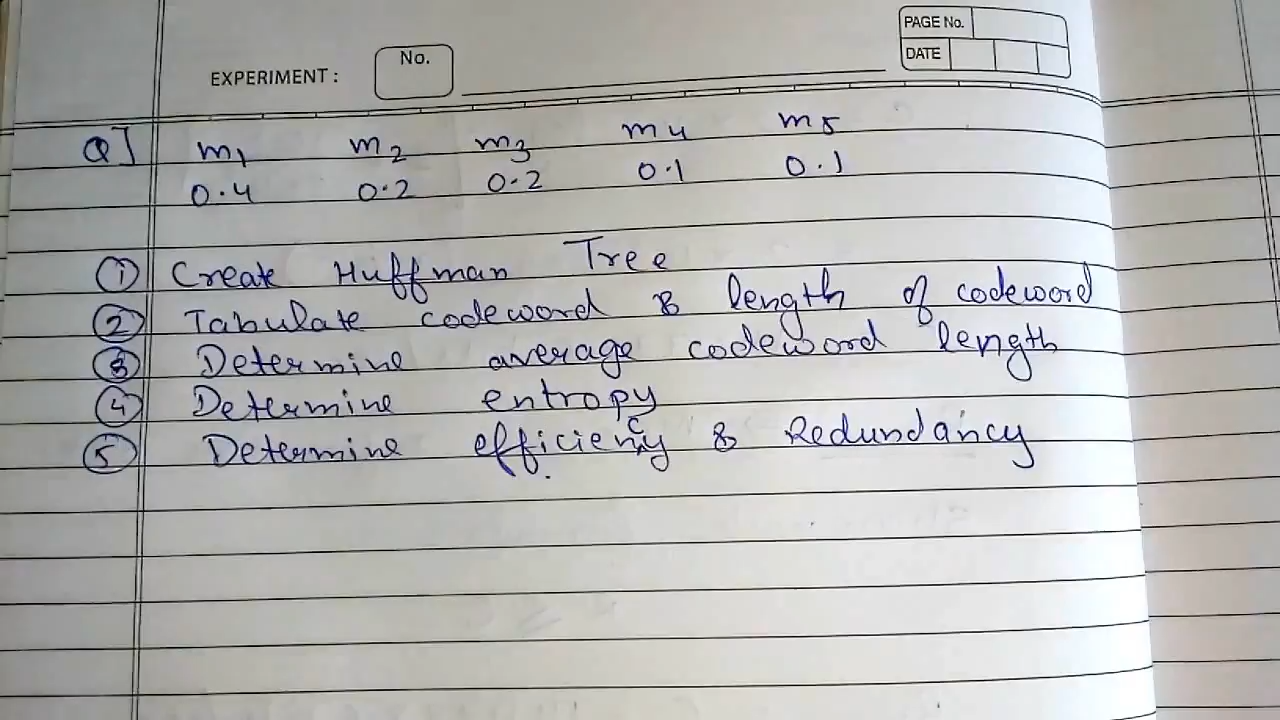 PAGE No.
DATE
EXPERIMENT : No.
Q] m1 m2 m3 m4 m5
0.4 0.2 0.2 0.1 0.1
① Create Huffman Tree
② Tabulate codeword & length of codeword
③ Determine average codeword length
④ Determine entropy
⑤ Determine efficiency & Redundancy